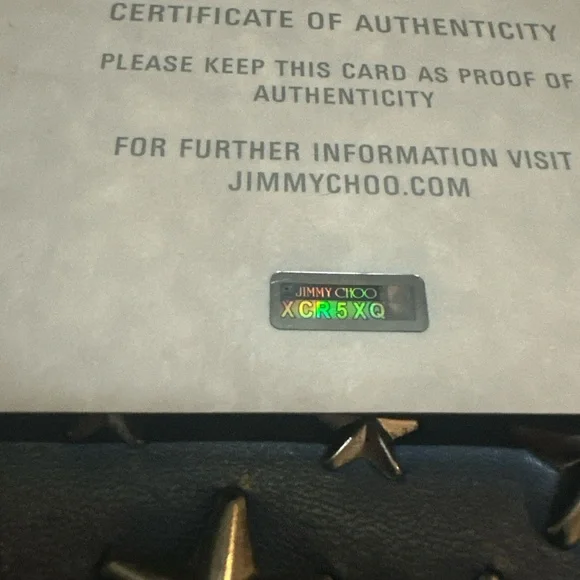 CERTIFICATE OF AUTHENTICITY
PLEASE KEEP THIS CARD AS PROOF OF
AUTHENTICITY
FOR FURTHER INFORMATION VISIT
JIMMYCHOO.COM
JIMMY CHOO
XCR5XQ